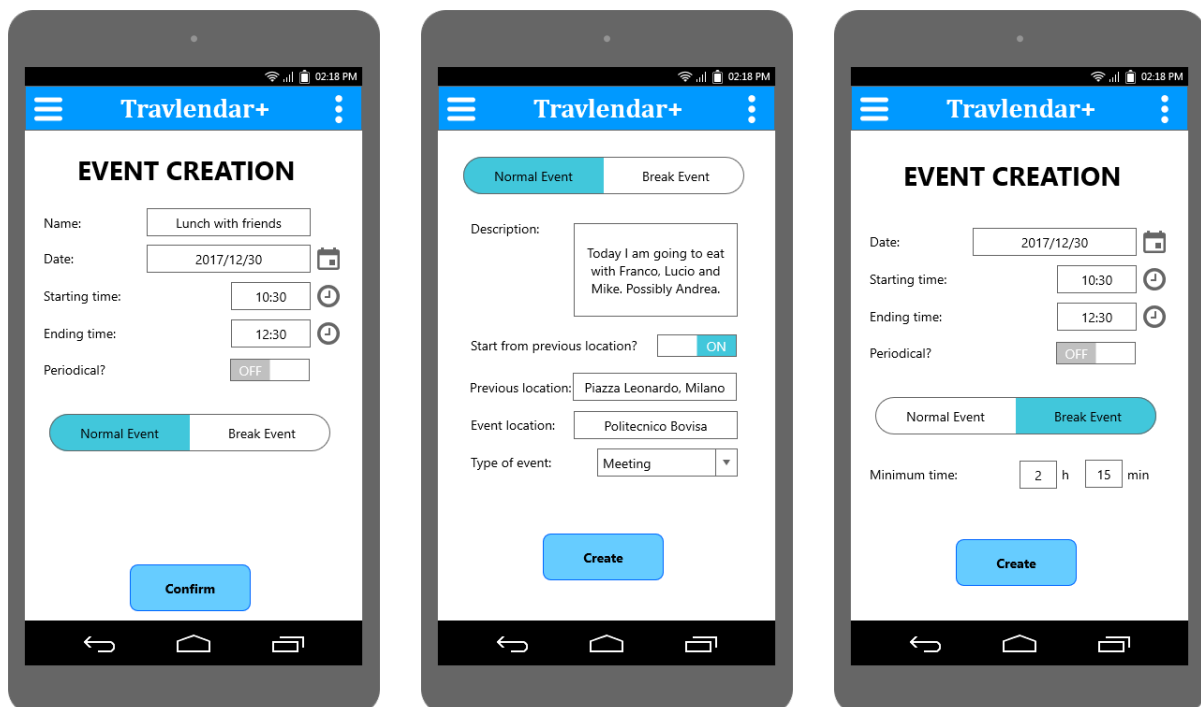 02:18 PM
Travlendar+
EVENT CREATION
Name: Lunch with friends
Date: 2017/12/30
Starting time: 10:30
Ending time: 12:30
Periodical? OFF
Normal Event Break Event
Confirm
02:18 PM
Travlendar+
Normal Event Break Event
Description:
Today I am going to eat
with Franco, Lucio and
Mike. Possibly Andrea.
Start from previous location? ON
Previous location: Piazza Leonardo, Milano
Event location: Politecnico Bovisa
Type of event: Meeting
Create
02:18 PM
Travlendar+
EVENT CREATION
Date: 2017/12/30
Starting time: 10:30
Ending time: 12:30
Periodical? OFF
Normal Event Break Event
Minimum time: 2 h 15 min
Create